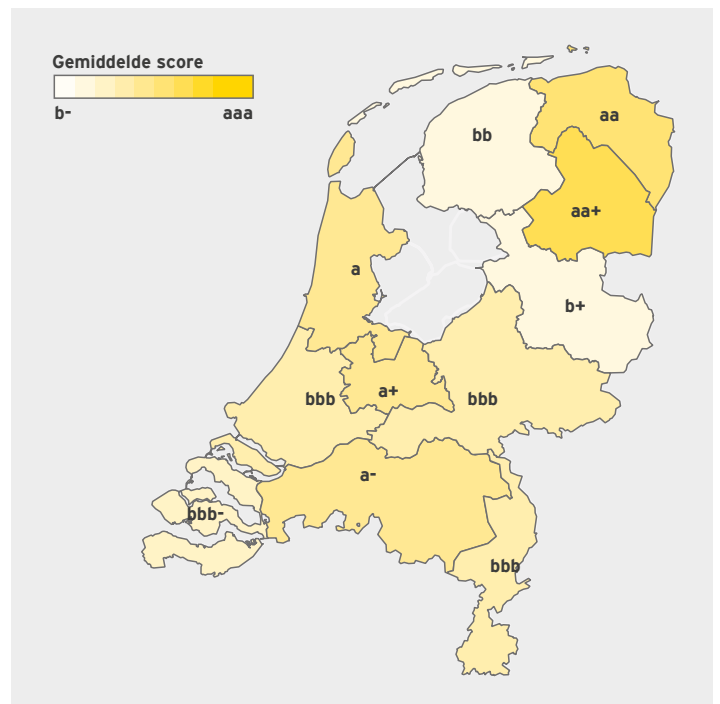 Gemiddelde score
b- aaa
aa
bb
aa+
a
b+
a+
bbb
bbb
a-
bbb-
bbb